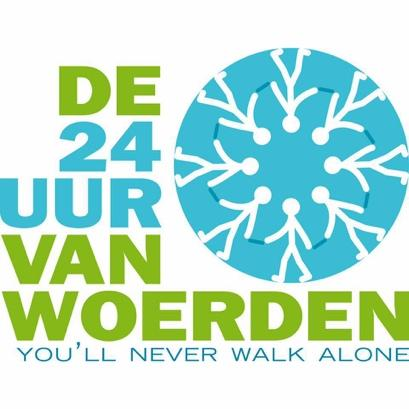 DE
24
UUR
VAN
WOERDEN
YOU'LL NEVER WALK ALONE